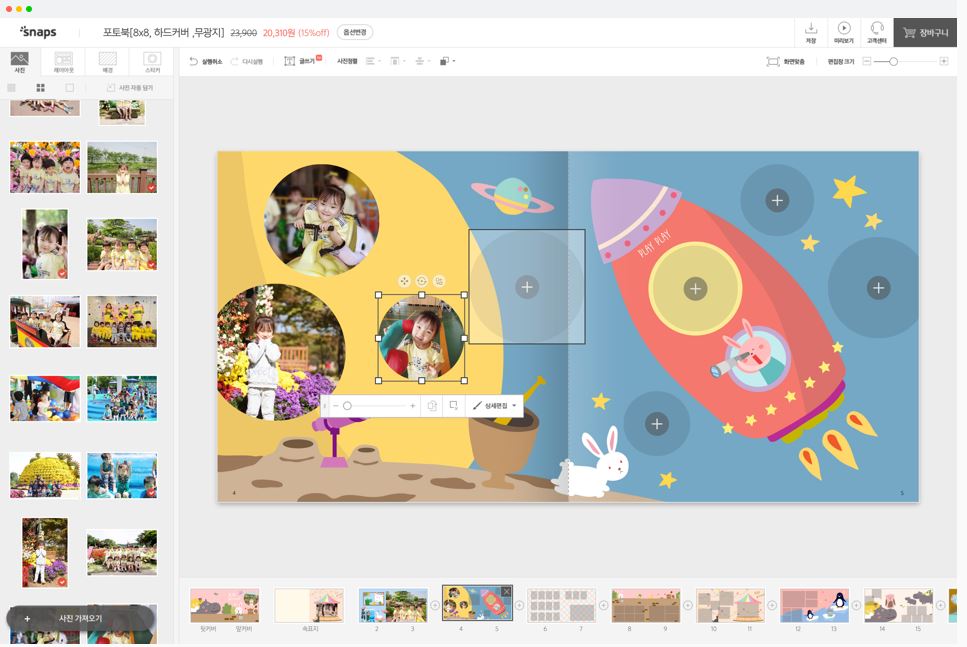 snaps
포토북[8x8, 하드커버 ,무광지] 23,900 20,310원 (15%off) 옵션변경
저장 미리보기 고객센터 장바구니
사진 레이아웃 배경 스티커
실행취소 다시실행 글쓰기 사진정렬 화면맞춤 편집창 크기
사진 자동 담기
PLAY PLAY
상세편집
4 5
사진 가져오기
뒷커버 앞커버 속표지 2 3 4 5 6 7 8 9 10 11 12 13 14 15